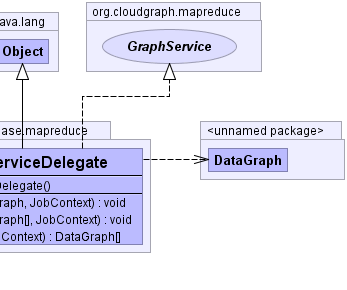 ava.lang
org.cloudgraph.mapreduce
Object
GraphService
ase.mapreduce
<unnamed package>
erviceDelegate
DataGraph
Delegate()
raph, JobContext) : void
raph[], JobContext) : void
Context) : DataGraph[]